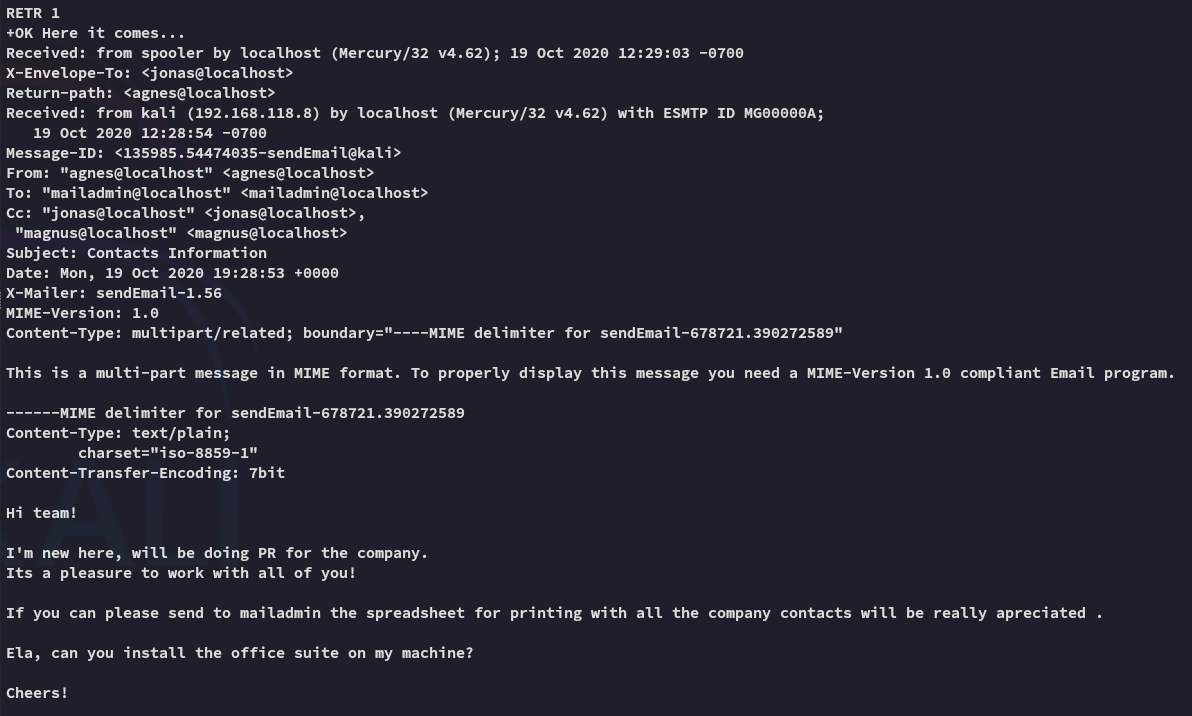 RETR 1
+OK Here it comes...
Received: from spooler by localhost (Mercury/32 v4.62); 19 Oct 2020 12:29:03 -0700
X-Envelope-To: <jonas@localhost>
Return-path: <agnes@localhost>
Received: from kali (192.168.118.8) by localhost (Mercury/32 v4.62) with ESMTP ID MG00000A;
   19 Oct 2020 12:28:54 -0700
Message-ID: <135985.54474035-sendEmail@kali>
From: "agnes@localhost" <agnes@localhost>
To: "mailadmin@localhost" <mailadmin@localhost>
Cc: "jonas@localhost" <jonas@localhost>,
 "magnus@localhost" <magnus@localhost>
Subject: Contacts Information
Date: Mon, 19 Oct 2020 19:28:53 +0000
X-Mailer: sendEmail-1.56
MIME-Version: 1.0
Content-Type: multipart/related; boundary="----MIME delimiter for sendEmail-678721.390272589"

This is a multi-part message in MIME format. To properly display this message you need a MIME-Version 1.0 compliant Email program.

------MIME delimiter for sendEmail-678721.390272589
Content-Type: text/plain;
        charset="iso-8859-1"
Content-Transfer-Encoding: 7bit

Hi team!

I'm new here, will be doing PR for the company.
Its a pleasure to work with all of you!

If you can please send to mailadmin the spreadsheet for printing with all the company contacts will be really apreciated .

Ela, can you install the office suite on my machine?

Cheers!